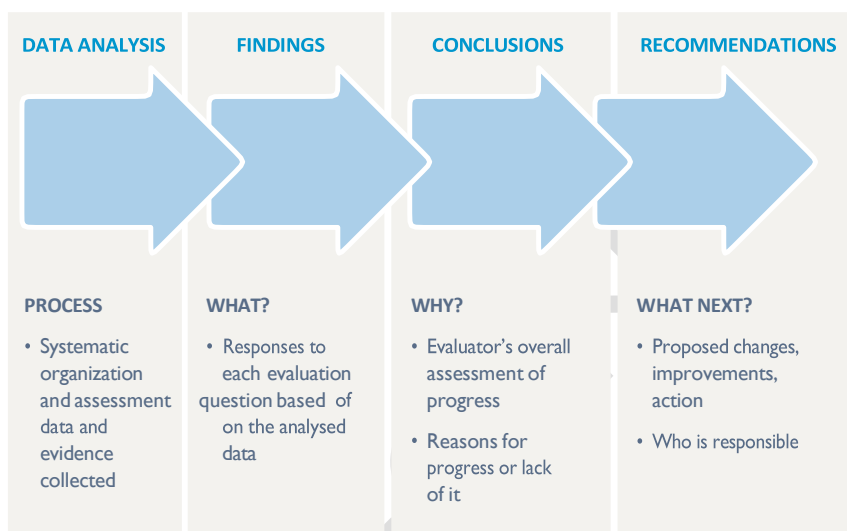 DATA ANALYSIS
FINDINGS
CONCLUSIONS
RECOMMENDATIONS
PROCESS
• Systematic
organization
and assessment
data and
evidence
collected
WHAT?
• Responses to
each evaluation
question based of
on the analysed
data
WHY?
• Evaluator's overall
assessment of
progress
• Reasons for
progress or lack
of it
WHAT NEXT?
• Proposed changes,
improvements,
action
• Who is responsible